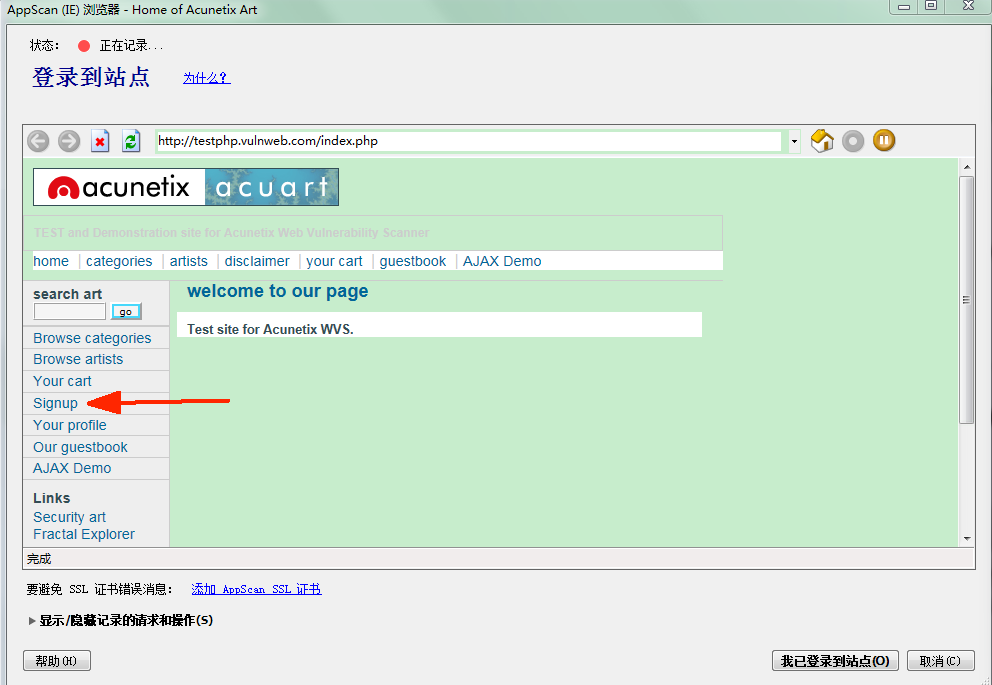 AppScan (IE) 浏览器 - Home of Acunetix Art
状态： 正在记录...
登录到站点 为什么？
http://testphp.vulnweb.com/index.php
acunetix acuart
TEST and Demonstration site for Acunetix Web Vulnerability Scanner
home | categories | artists | disclaimer | your cart | guestbook | AJAX Demo
search art
go
welcome to our page
Test site for Acunetix WVS.
Browse categories
Browse artists
Your cart
Signup
Your profile
Our guestbook
AJAX Demo
Links
Security art
Fractal Explorer
完成
要避免 SSL 证书错误消息： 添加 AppScan SSL 证书
显示/隐藏记录的请求和操作(S)
帮助(H) 我已登录到站点(O) 取消(C)